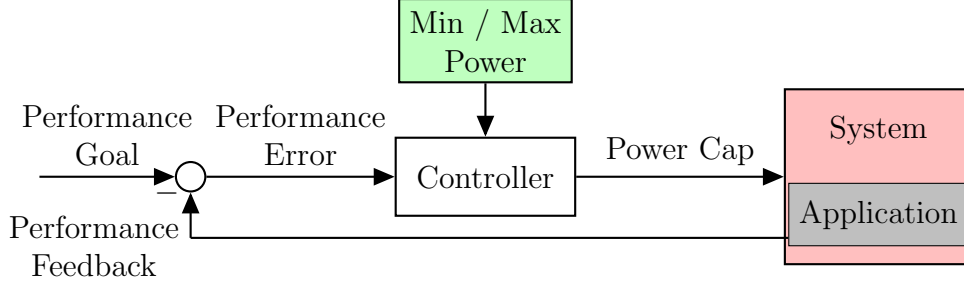 Min / Max
Power
Performance
Goal
Performance
Error
Controller
Power Cap
System
Application
−
Performance
Feedback